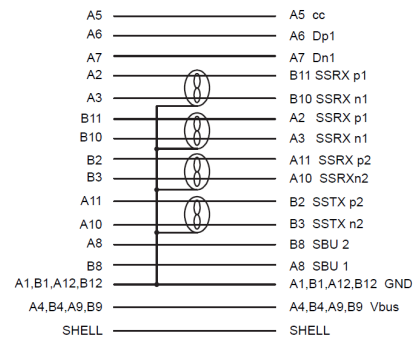 A5 A5 cc
A6 A6 Dp1
A7 A7 Dn1
A2 B11 SSRX p1
A3 B10 SSRX n1
B11 A2 SSRX p1
B10 A3 SSRX n1
B2 A11 SSRX p2
B3 A10 SSRXn2
A11 B2 SSTX p2
A10 B3 SSTX n2
A8 B8 SBU 2
B8 A8 SBU 1
A1,B1,A12,B12 A1,B1,A12,B12 GND
A4,B4,A9,B9 A4,B4,A9,B9 Vbus
SHELL SHELL